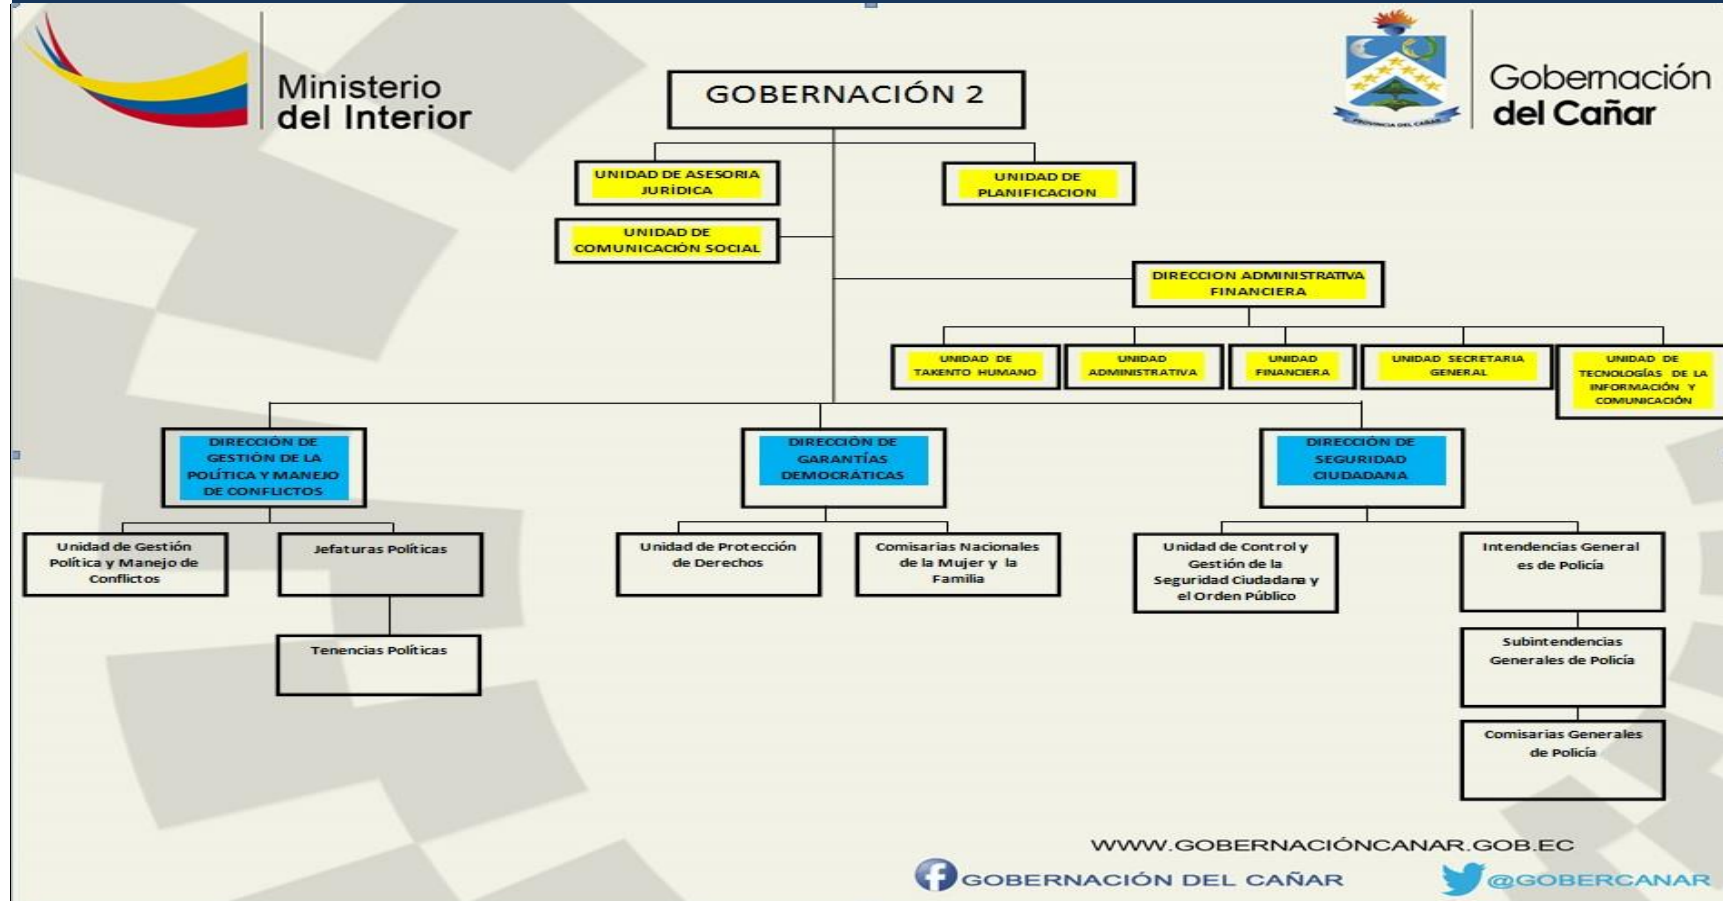 Ministerio
del Interior
GOBERNACIÓN 2
Gobernación
del Cañar
PROVINCIA DEL CAÑAR
UNIDAD DE ASESORIA
JURÍDICA
UNIDAD DE
PLANIFICACION
UNIDAD DE
COMUNICACIÓN SOCIAL
DIRECCION ADMINISTRATIVA
FINANCIERA
UNIDAD DE
TAKENTO HUMANO
UNIDAD
ADMINISTRATIVA
UNIDAD
FINANCIERA
UNIDAD SECRETARIA
GENERAL
UNIDAD DE
TECNOLOGÍAS DE LA
INFORMACIÓN Y
COMUNICACIÓN
DIRECCIÓN DE
GESTIÓN DE LA
POLÍTICA Y MANEJO
DE CONFLICTOS
DIRECCIÓN DE
GARANTÍAS
DEMOCRÁTICAS
DIRECCIÓN DE
SEGURIDAD
CIUDADANA
Unidad de Gestión
Política y Manejo de
Conflictos
Jefaturas Políticas
Unidad de Protección
de Derechos
Comisarias Nacionales
de la Mujer y la
Familia
Unidad de Control y
Gestión de la
Seguridad Ciudadana y
el Orden Público
Intendencias General
es de Policía
Tenencias Políticas
Subintendencias
Generales de Policía
Comisarias Generales
de Policía
WWW.GOBERNACIÓNCANAR.GOB.EC
GOBERNACIÓN DEL CAÑAR
@GOBERCANAR